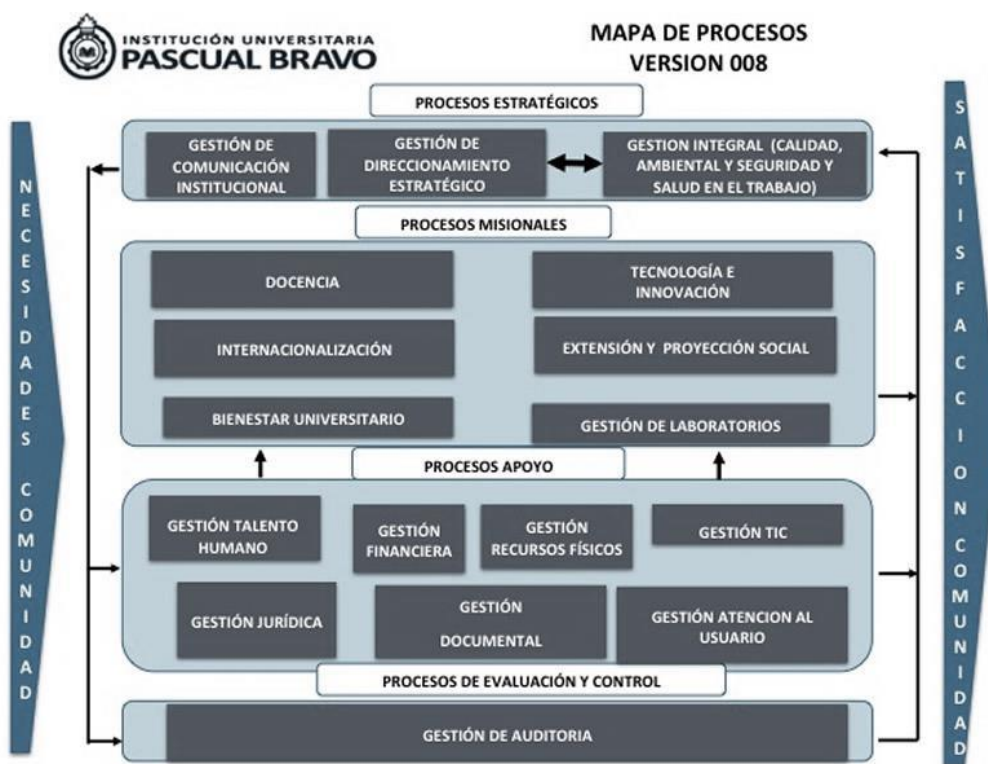 INSTITUCIÓN UNIVERSITARIA
PASCUAL BRAVO
MAPA DE PROCESOS
VERSION 008
NECESIDADES COMUNIDAD
PROCESOS ESTRATÉGICOS
GESTIÓN DE
COMUNICACIÓN
INSTITUCIONAL
GESTIÓN DE
DIRECCIONAMIENTO
ESTRATÉGICO
GESTION INTEGRAL (CALIDAD,
AMBIENTAL Y SEGURIDAD Y
SALUD EN EL TRABAJO)
PROCESOS MISIONALES
DOCENCIA
TECNOLOGÍA E
INNOVACIÓN
INTERNACIONALIZACIÓN
EXTENSIÓN Y PROYECCIÓN SOCIAL
BIENESTAR UNIVERSITARIO
GESTIÓN DE LABORATORIOS
PROCESOS APOYO
GESTIÓN TALENTO
HUMANO
GESTIÓN
FINANCIERA
GESTIÓN
RECURSOS FÍSICOS
GESTIÓN TIC
GESTIÓN JURÍDICA
GESTIÓN
DOCUMENTAL
GESTIÓN ATENCION AL
USUARIO
PROCESOS DE EVALUACIÓN Y CONTROL
GESTIÓN DE AUDITORIA
SATISFACCION COMUNIDAD